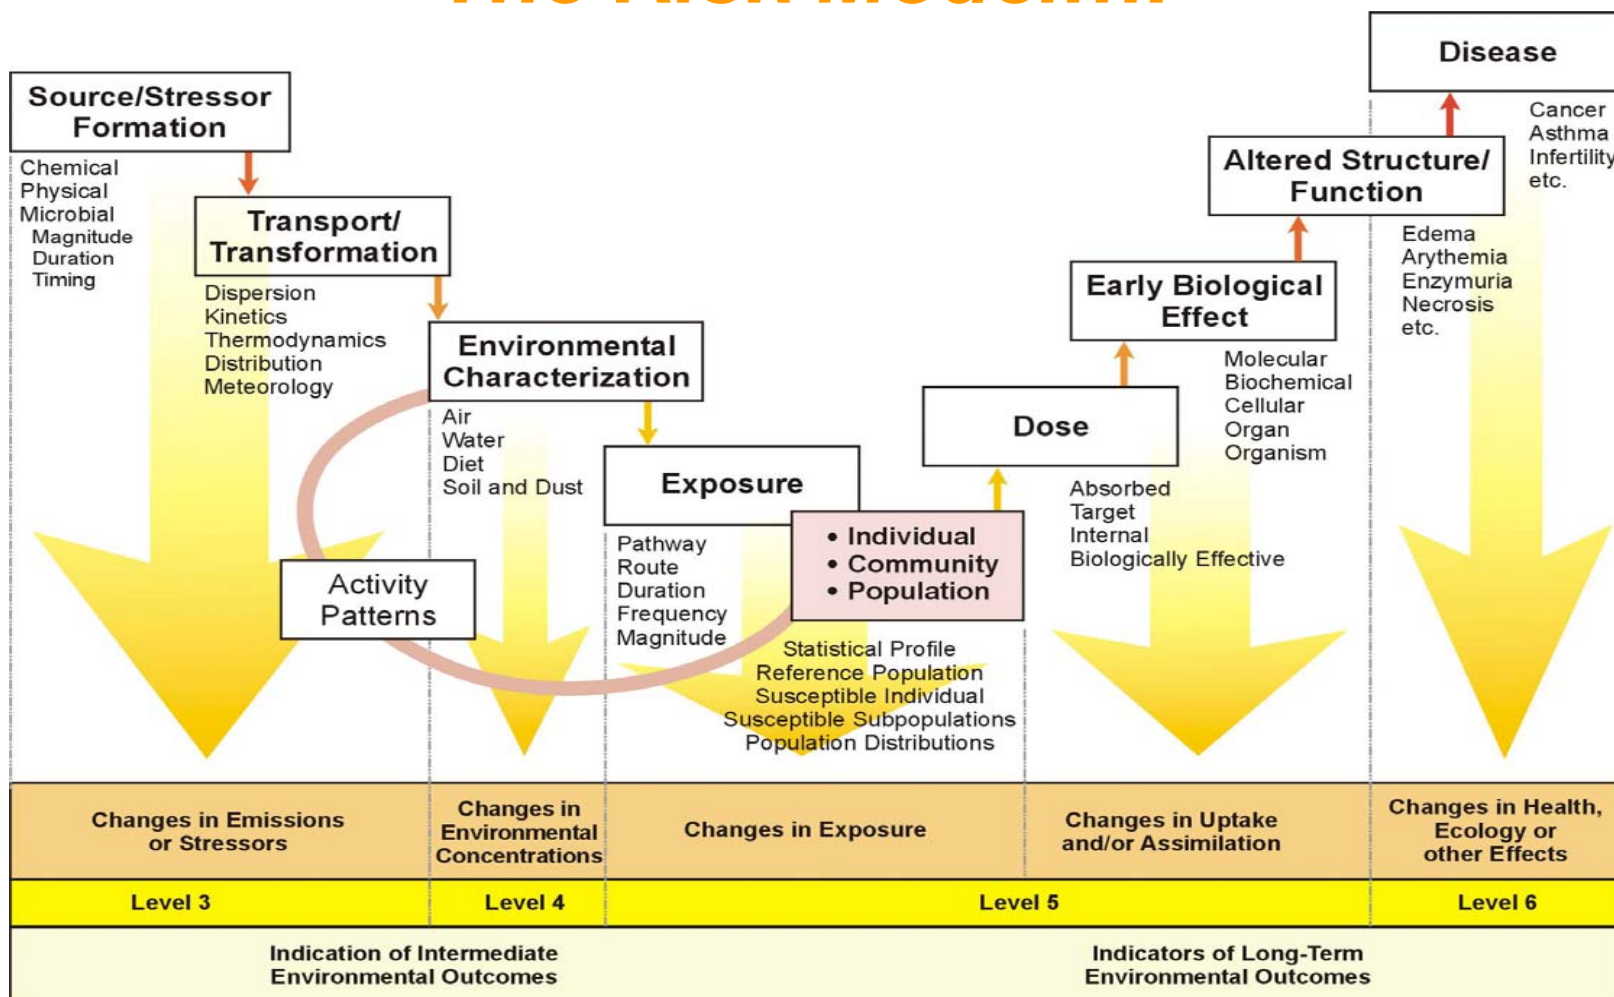 The Risk Model....
Disease
Cancer
Asthma
Infertility
etc.
Source/Stressor
Formation
Chemical
Physical
Microbial
Magnitude
Duration
Timing
Transport/
Transformation
Dispersion
Kinetics
Thermodynamics
Distribution
Meteorology
Environmental
Characterization
Air
Water
Diet
Soil and Dust
Activity
Patterns
Exposure
Pathway
Route
Duration
Frequency
Magnitude
• Individual
• Community
• Population
Statistical Profile
Reference Population
Susceptible Individual
Susceptible Subpopulations
Population Distributions
Dose
Absorbed
Target
Internal
Biologically Effective
Early Biological
Effect
Molecular
Biochemical
Cellular
Organ
Organism
Altered Structure/
Function
Edema
Arythemia
Enzymuria
Necrosis
etc.
Changes in Emissions
or Stressors
Changes in
Environmental
Concentrations
Changes in Exposure
Changes in Uptake
and/or Assimilation
Changes in Health,
Ecology or
other Effects
Level 3
Level 4
Level 5
Level 6
Indication of Intermediate
Environmental Outcomes
Indicators of Long-Term
Environmental Outcomes